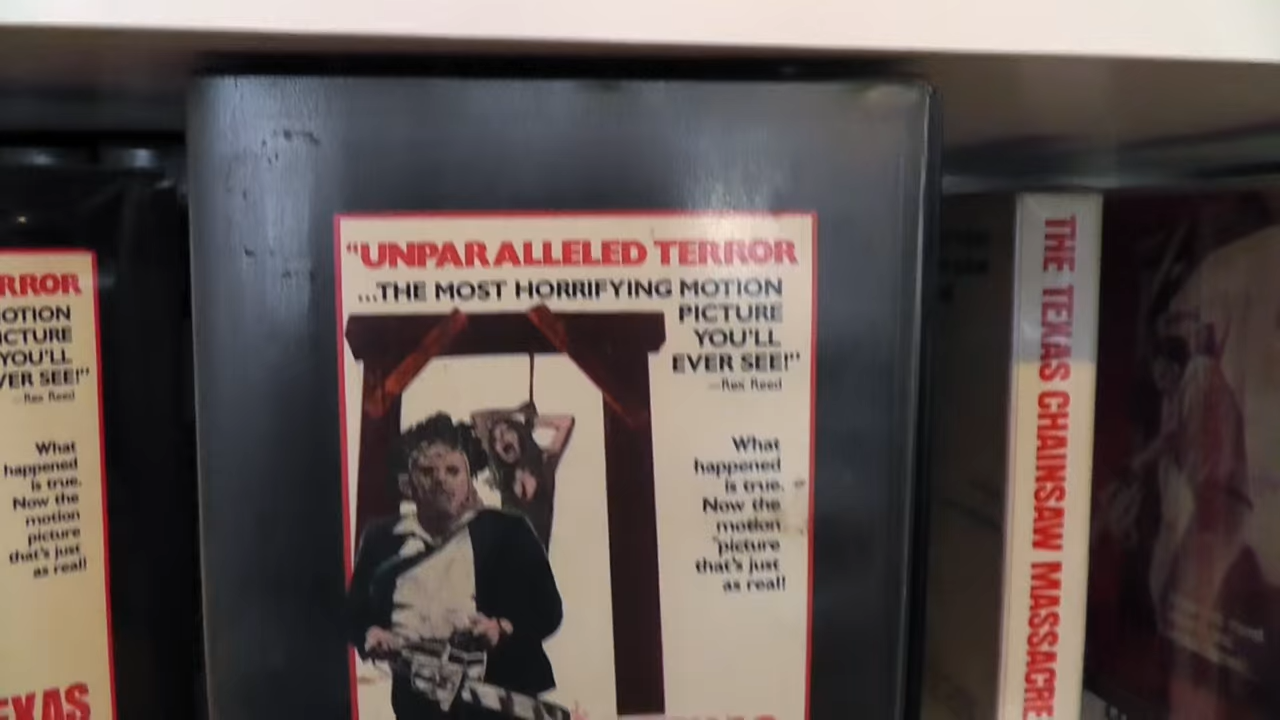 RROR
OTION
ICTURE
YOU'LL
VER SEE!"
—Rex Reed
What
happened
is true.
Now the
motion
picture
that's just
as real!
EXAS
"UNPARALLELED TERROR
...THE MOST HORRIFYING MOTION
PICTURE
YOU'LL
EVER SEE!"
—Rex Reed
What
happened
is true.
Now the
motion
picture
that's just
as real!
THE TEXAS CHAINSAW MASSACRE